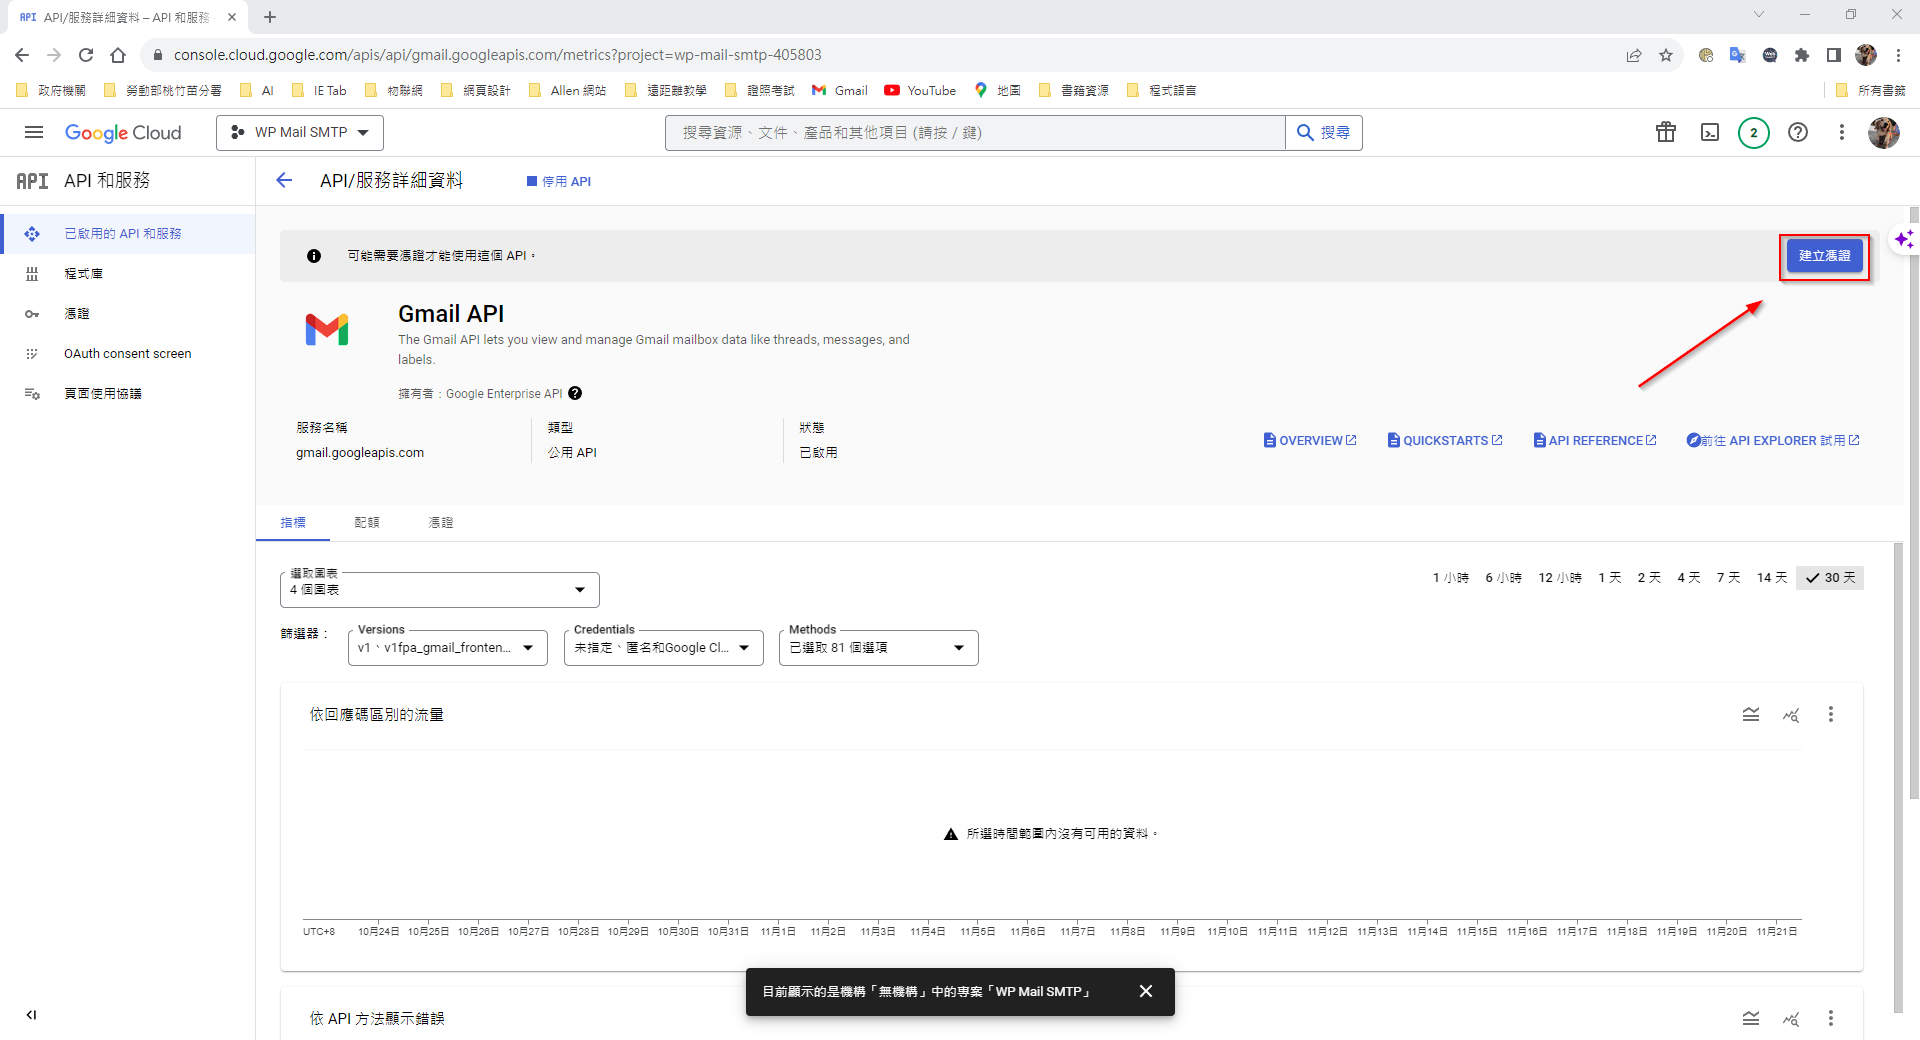 API API/服務詳細資料 – API 和服務
console.cloud.google.com/apis/api/gmail.googleapis.com/metrics?project=wp-mail-smtp-405803
政府機關 勞動部桃竹苗分署 AI IE Tab 物聯網 網頁設計 Allen 網站 遠距離教學 證照考試 Gmail YouTube 地圖 書籍資源 程式語言 所有書籤
Google Cloud WP Mail SMTP 搜尋資源、文件、產品和其他項目 (請按 / 鍵) 搜尋 2
API API 和服務 API/服務詳細資料 停用 API
已啟用的 API 和服務
程式庫
憑證
OAuth consent screen
頁面使用協議
可能需要憑證才能使用這個 API。 建立憑證
Gmail API
The Gmail API lets you view and manage Gmail mailbox data like threads, messages, and
labels.
擁有者：Google Enterprise API
服務名稱 類型 狀態
gmail.googleapis.com 公用 API 已啟用
OVERVIEW QUICKSTARTS API REFERENCE 前往 API EXPLORER 試用
指標 配額 憑證
選取圖表
4 個圖表
1 小時 6 小時 12 小時 1 天 2 天 4 天 7 天 14 天 30 天
篩選器：
Versions Credentials Methods
v1、v1fpa_gmail_fronten... 未指定、匿名和Google Cl... 已選取 81 個選項
依回應碼區別的流量
所選時間範圍內沒有可用的資料。
UTC+8 10月24日 10月25日 10月26日 10月27日 10月28日 10月29日 10月30日 10月31日 11月1日 11月2日 11月3日 11月4日 11月5日 11月6日 11月7日 11月8日 11月9日 11月10日 11月11日 11月12日 11月13日 11月14日 11月15日 11月16日 11月17日 11月18日 11月19日 11月20日 11月21日
目前顯示的是機構「無機構」中的專案「WP Mail SMTP」
依 API 方法顯示錯誤